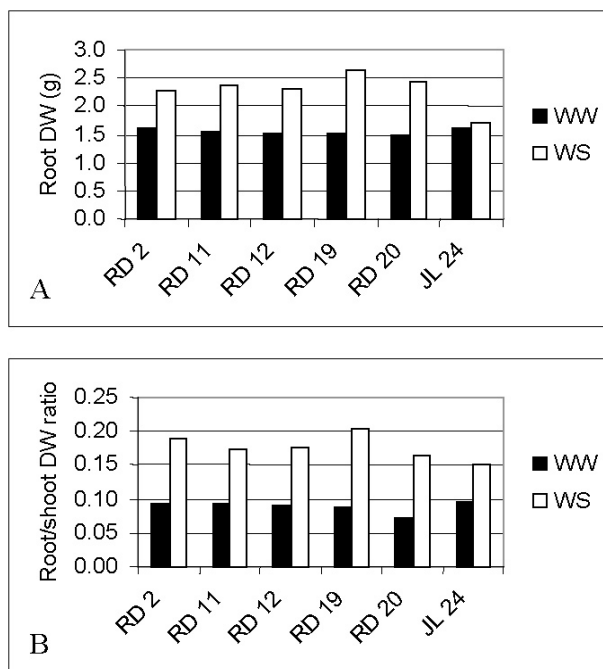 3.0
2.5
2.0
1.5
1.0
0.5
0.0
Root DW (g)
RD 2
RD 11
RD 12
RD 19
RD 20
JL 24
WW
WS
A
0.25
0.20
0.15
0.10
0.05
0.00
Root/shoot DW ratio
RD 2
RD 11
RD 12
RD 19
RD 20
JL 24
WW
WS
B